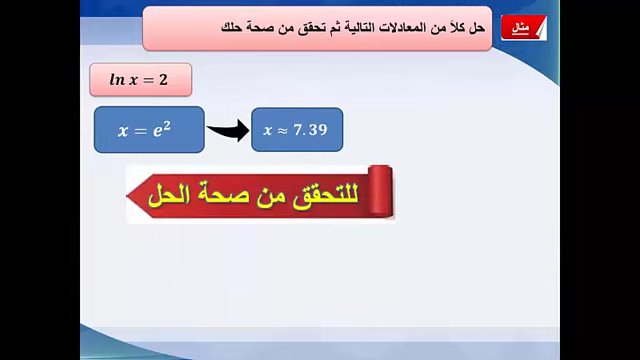 مثال
حل كلاً من المعادلات التالية ثم تحقق من صحة حلك
ln x = 2
x = e²
x ≈ 7.39
للتحقق من صحة الحل